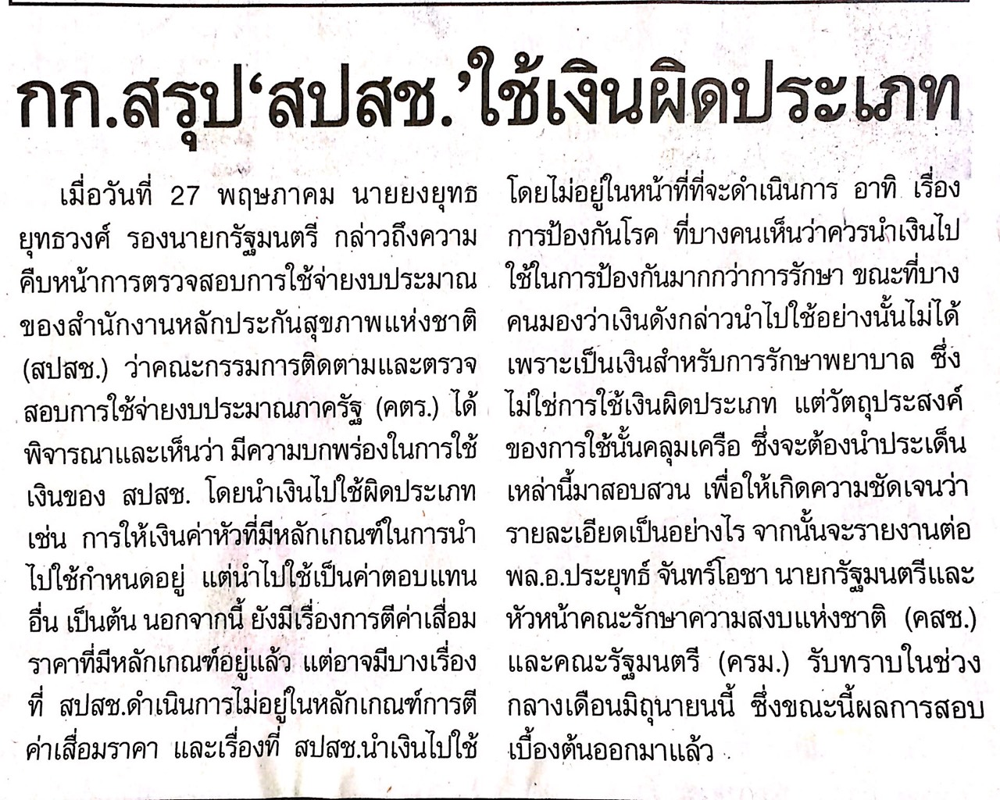 กก.สรุป‘สปสช.’ใช้เงินผิดประเภท
เมื่อวันที่ 27 พฤษภาคม นายยงยุทธ
ยุทธวงศ์ รองนายกรัฐมนตรี กล่าวถึงความ
คืบหน้าการตรวจสอบการใช้จ่ายงบประมาณ
ของสำนักงานหลักประกันสุขภาพแห่งชาติ
(สปสช.) ว่าคณะกรรมการติดตามและตรวจ
สอบการใช้จ่ายงบประมาณภาครัฐ (คตร.) ได้
พิจารณาและเห็นว่า มีความบกพร่องในการใช้
เงินของ สปสช. โดยนำเงินไปใช้ผิดประเภท
เช่น การให้เงินค่าหัวที่มีหลักเกณฑ์ในการนำ
ไปใช้กำหนดอยู่ แต่นำไปใช้เป็นค่าตอบแทน
อื่น เป็นต้น นอกจากนี้ ยังมีเรื่องการตีค่าเสื่อม
ราคาที่มีหลักเกณฑ์อยู่แล้ว แต่อาจมีบางเรื่อง
ที่ สปสช.ดำเนินการไม่อยู่ในหลักเกณฑ์การตี
ค่าเสื่อมราคา และเรื่องที่ สปสช.นำเงินไปใช้
โดยไม่อยู่ในหน้าที่ที่จะดำเนินการ อาทิ เรื่อง
การป้องกันโรค ที่บางคนเห็นว่าควรนำเงินไป
ใช้ในการป้องกันมากกว่าการรักษา ขณะที่บาง
คนมองว่าเงินดังกล่าวนำไปใช้อย่างนั้นไม่ได้
เพราะเป็นเงินสำหรับการรักษาพยาบาล ซึ่ง
ไม่ใช่การใช้เงินผิดประเภท แต่วัตถุประสงค์
ของการใช้นั้นคลุมเครือ ซึ่งจะต้องนำประเด็น
เหล่านี้มาสอบสวน เพื่อให้เกิดความชัดเจนว่า
รายละเอียดเป็นอย่างไร จากนั้นจะรายงานต่อ
พล.อ.ประยุทธ์ จันทร์โอชา นายกรัฐมนตรีและ
หัวหน้าคณะรักษาความสงบแห่งชาติ (คสช.)
และคณะรัฐมนตรี (ครม.) รับทราบในช่วง
กลางเดือนมิถุนายนนี้ ซึ่งขณะนี้ผลการสอบ
เบื้องต้นออกมาแล้ว